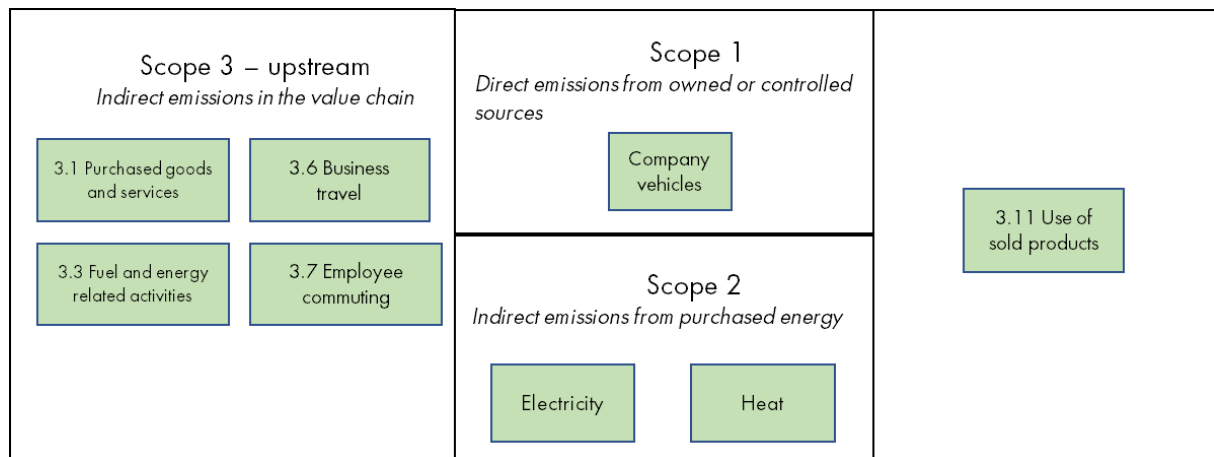 Scope 3 – upstream
Indirect emissions in the value chain
3.1 Purchased goods
and services
3.6 Business
travel
3.3 Fuel and energy
related activities
3.7 Employee
commuting
Scope 1
Direct emissions from owned or controlled
sources
Company
vehicles
Scope 2
Indirect emissions from purchased energy
Electricity
Heat
3.11 Use of
sold products